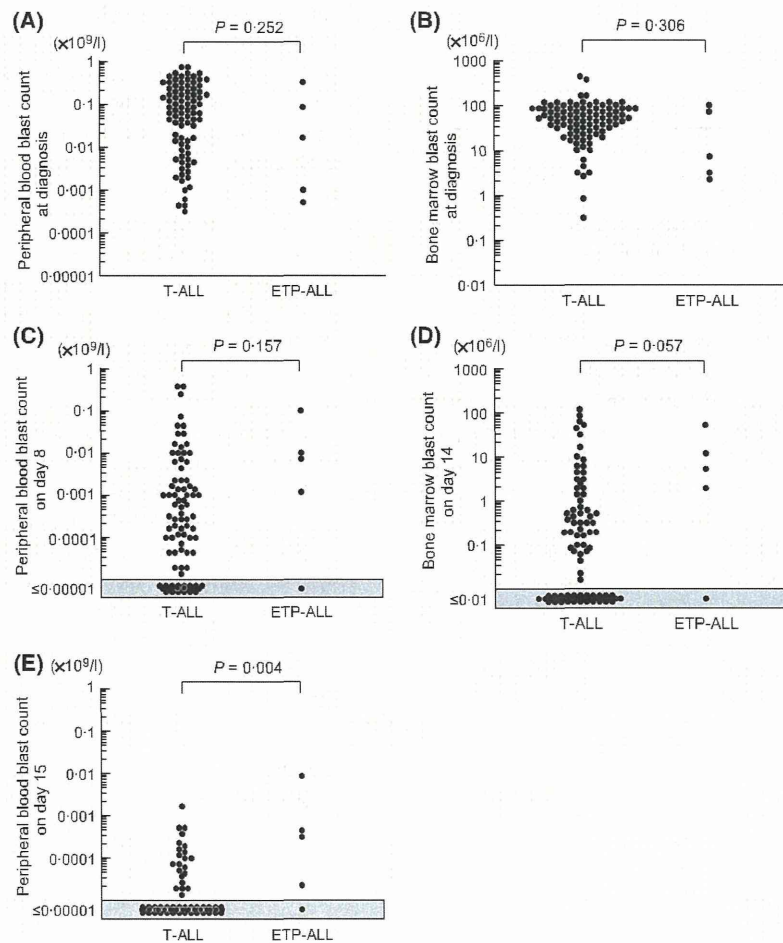 (A)
(×10⁹/l)
P = 0·252
Peripheral blood blast count
at diagnosis
1
0·1
0·01
0·001
0·0001
0·00001
T-ALL
ETP-ALL
(B)
(×10⁶/l)
P = 0·306
Bone marrow blast count
at diagnosis
1000
100
10
1
0·1
0·01
T-ALL
ETP-ALL
(C)
(×10⁹/l)
P = 0·157
Peripheral blood blast count
on day 8
1
0·1
0·01
0·001
0·0001
≤0·00001
T-ALL
ETP-ALL
(D)
(×10⁶/l)
P = 0·057
Bone marrow blast count
on day 14
1000
100
10
1
0·1
≤0·01
T-ALL
ETP-ALL
(E)
(×10⁹/l)
P = 0·004
Peripheral blood blast count
on day 15
1
0·1
0·01
0·001
0·0001
≤0·00001
T-ALL
ETP-ALL